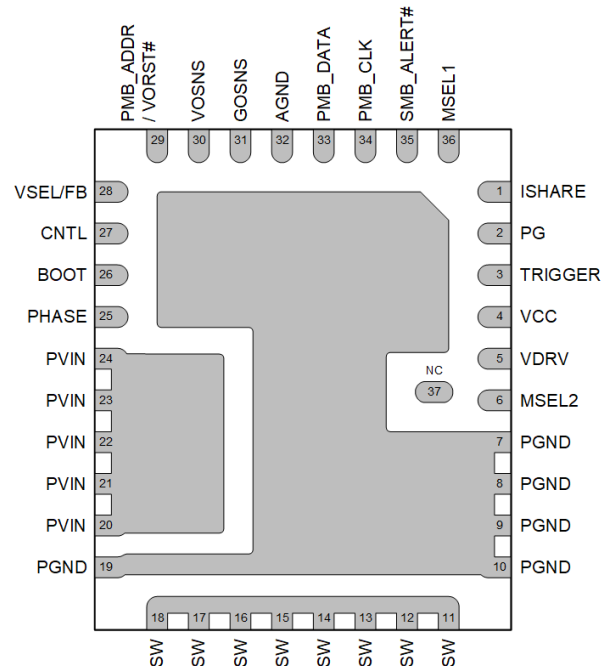 PMB_ADDR
/ VORST#
VOSNS
GOSNS
AGND
PMB_DATA
PMB_CLK
SMB_ALERT#
MSEL1
29 30 31 32 33 34 35 36
VSEL/FB 28
1 ISHARE
CNTL 27
2 PG
BOOT 26
3 TRIGGER
PHASE 25
4 VCC
PVIN 24
5 VDRV
NC
37
PVIN 23
6 MSEL2
PVIN 22
7 PGND
PVIN 21
8 PGND
PVIN 20
9 PGND
PGND 19
10 PGND
18 17 16 15 14 13 12 11
SW SW SW SW SW SW SW SW